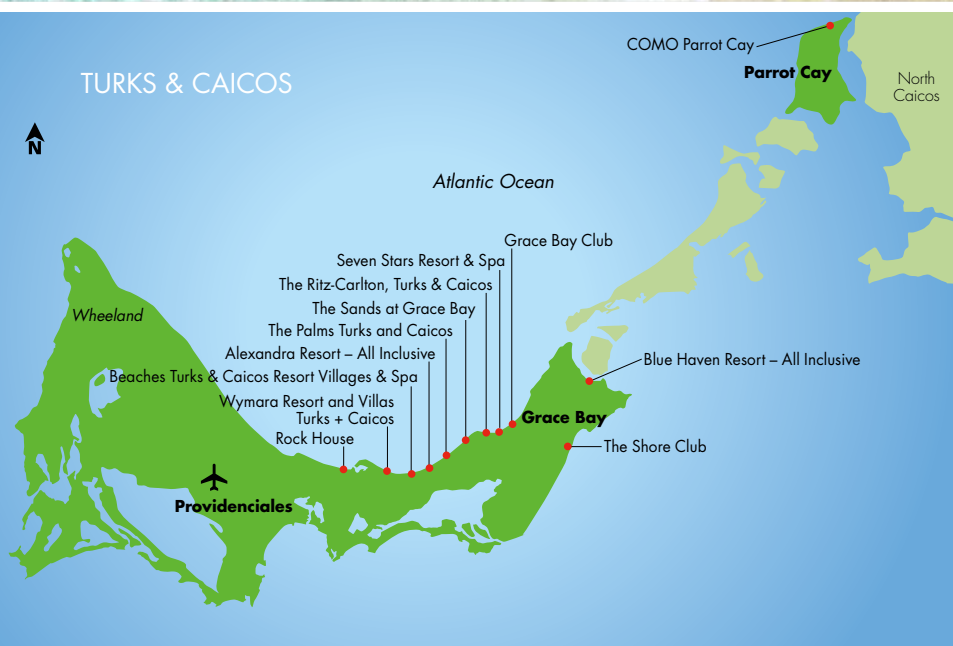 COMO Parrot Cay
Parrot Cay
North
Caicos
TURKS & CAICOS
N
Atlantic Ocean
Grace Bay Club
Seven Stars Resort & Spa
The Ritz-Carlton, Turks & Caicos
The Sands at Grace Bay
Wheeland
The Palms Turks and Caicos
Alexandra Resort – All Inclusive
Blue Haven Resort – All Inclusive
Beaches Turks & Caicos Resort Villages & Spa
Wymara Resort and Villas
Turks + Caicos
Grace Bay
Rock House
The Shore Club
Providenciales